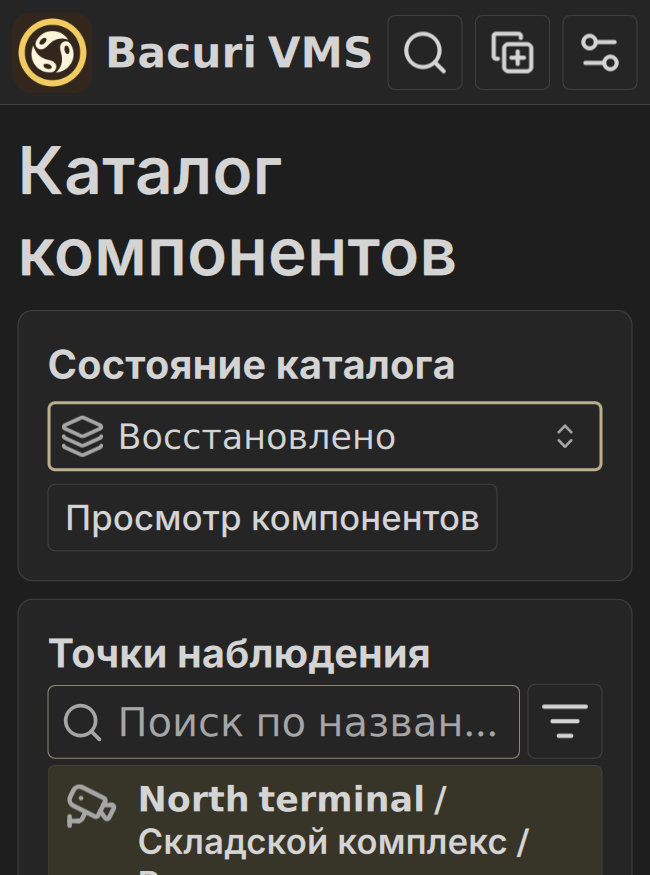 Bacuri VMS
Каталог
компонентов
Состояние каталога
Восстановлено
Просмотр компонентов
Точки наблюдения
Поиск по назван...
North terminal /
Складской комплекс /